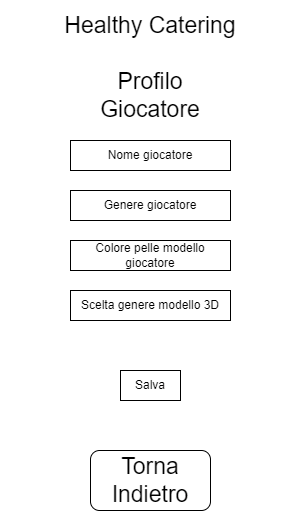 Healthy Catering
Profilo
Giocatore
Nome giocatore
Genere giocatore
Colore pelle modello
giocatore
Scelta genere modello 3D
Salva
Torna
Indietro